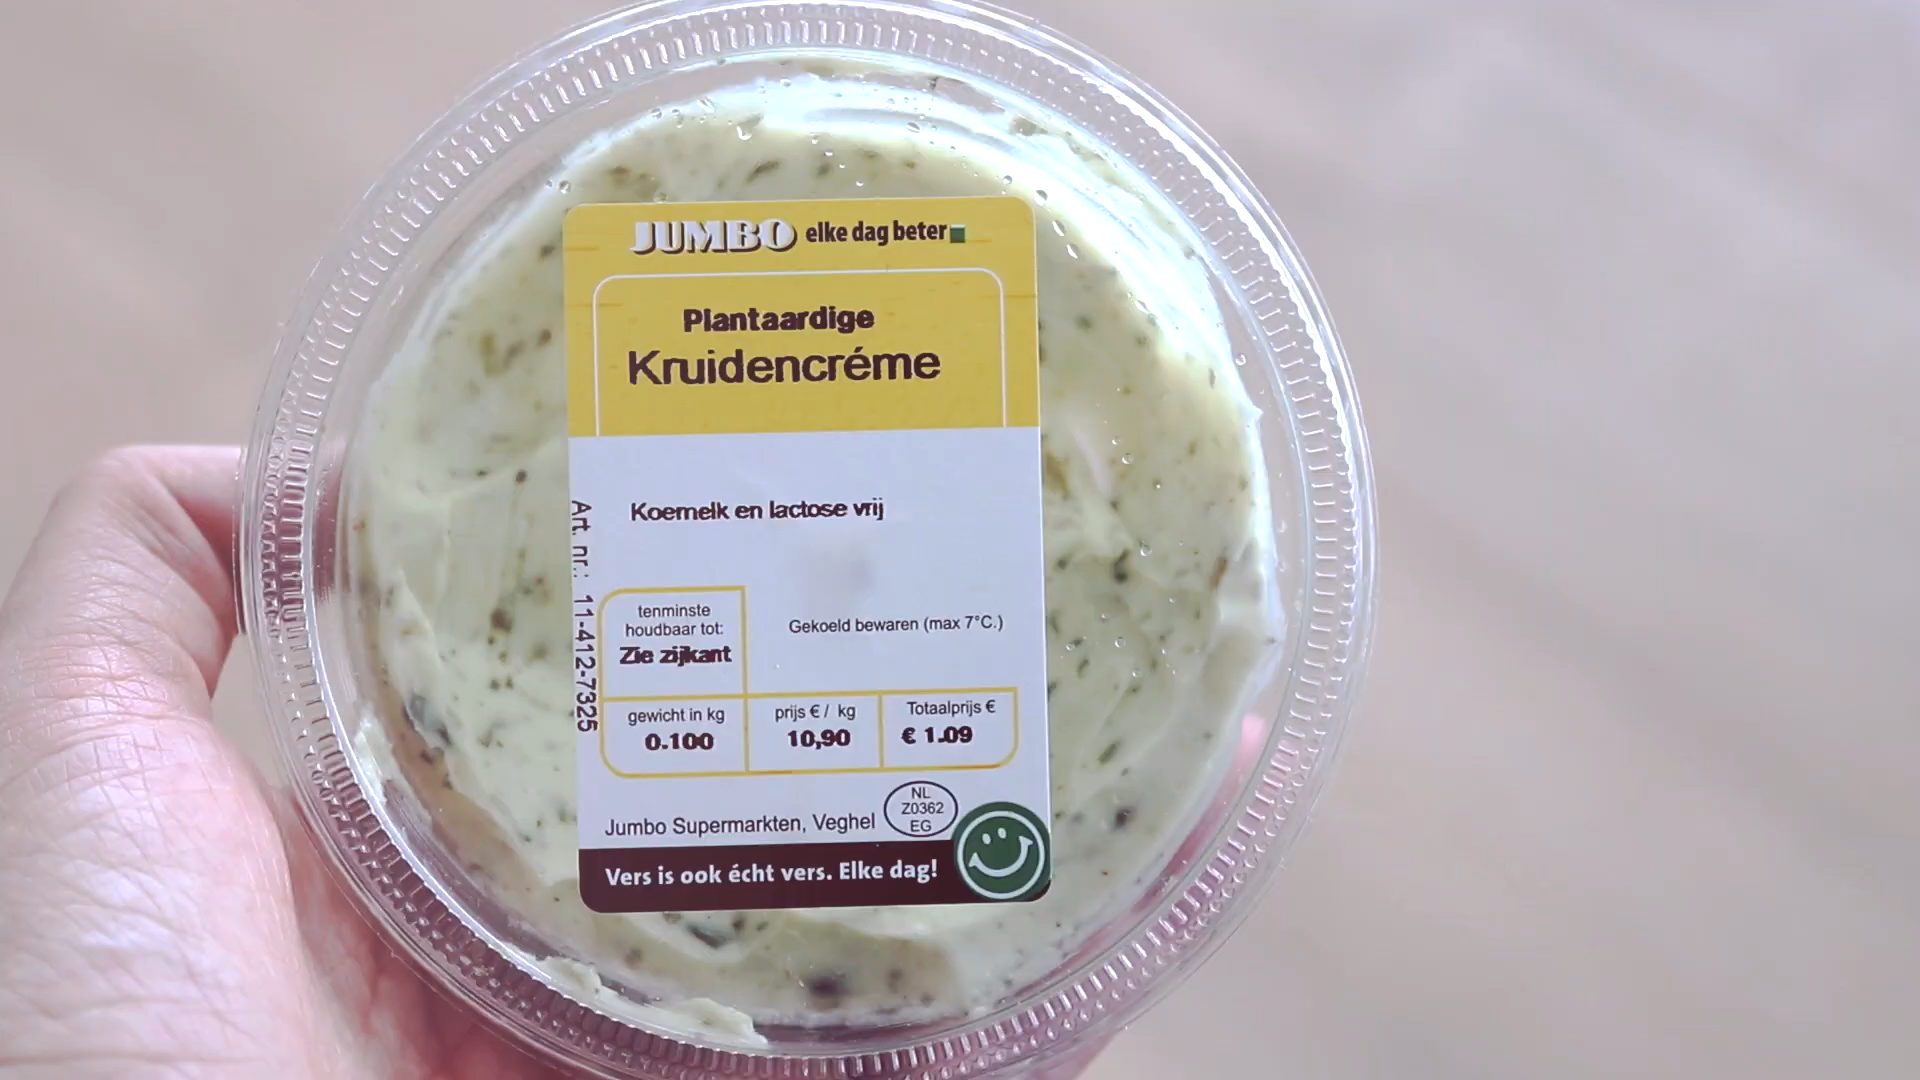 JUMBO elke dag beter
Plantaardige
Kruidencréme
Koemelk en lactose vrij
Art. nr.: 11-412-7325
tenminste
houdbaar tot:
Zie zijkant
Gekoeld bewaren (max 7°C.)
gewicht in kg
0.100
prijs € / kg
10,90
Totaalprijs €
€ 1.09
Jumbo Supermarkten, Veghel
NL
Z0362
EG
Vers is ook écht vers. Elke dag!